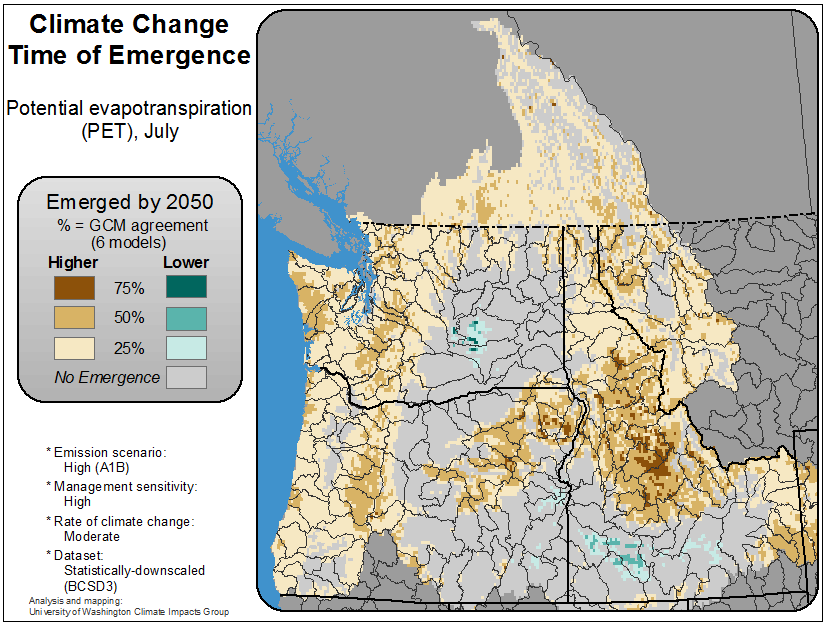 Climate Change
Time of Emergence
Potential evapotranspiration
(PET), July
Emerged by 2050
% = GCM agreement
(6 models)
Higher Lower
75%
50%
25%
No Emergence
* Emission scenario:
High (A1B)
* Management sensitivity:
High
* Rate of climate change:
Moderate
* Dataset:
Statistically-downscaled
(BCSD3)
Analysis and mapping:
University of Washington Climate Impacts Group